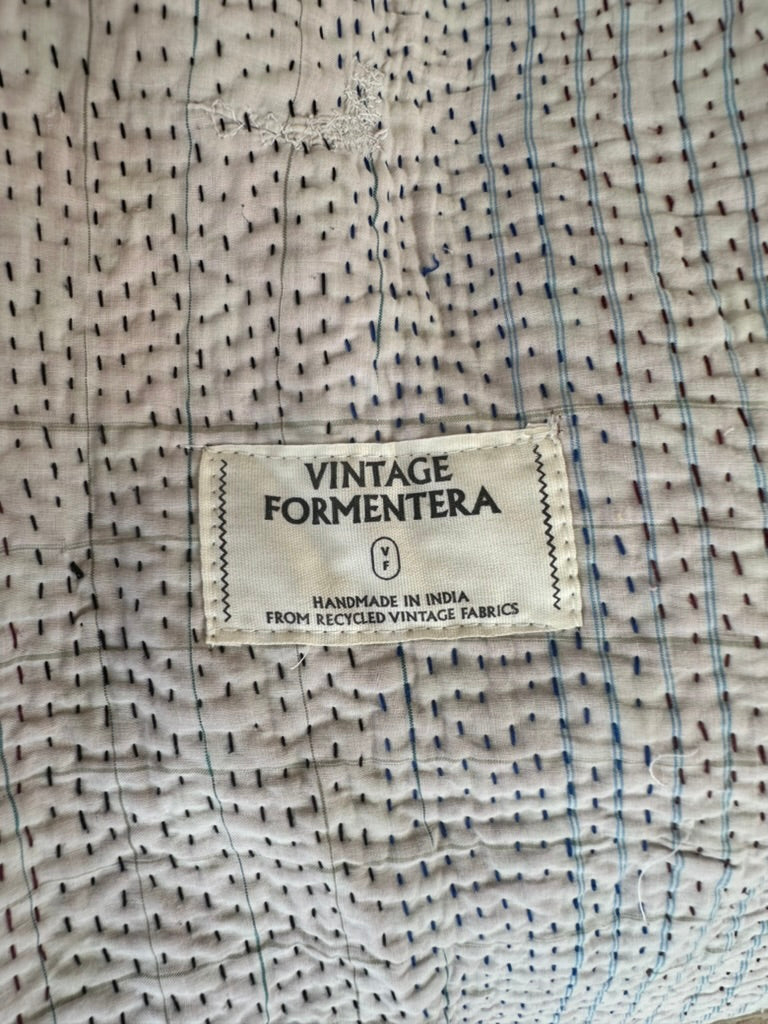 VINTAGE
FORMENTERA
V
F
HANDMADE IN INDIA
FROM RECYCLED VINTAGE FABRICS